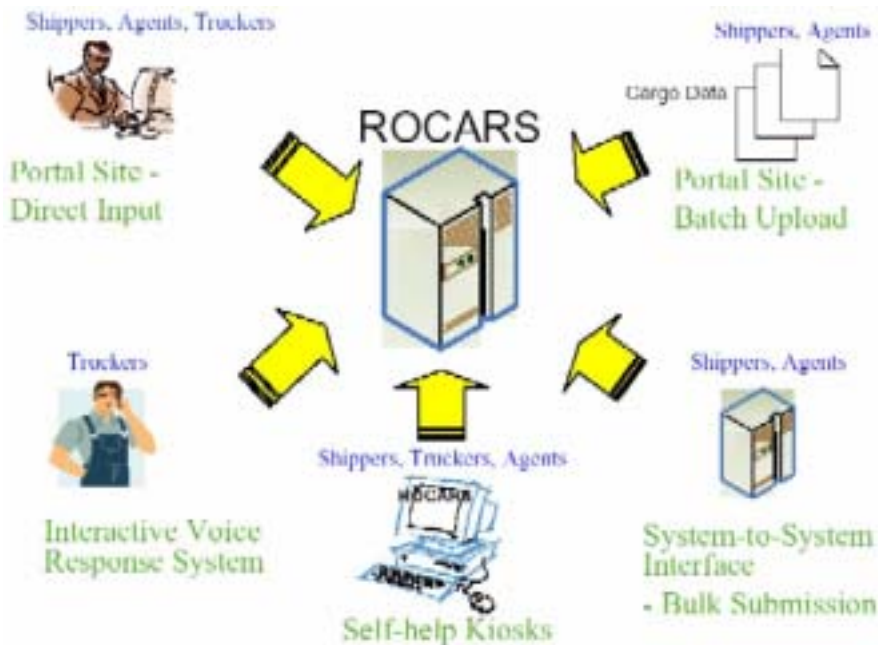 Shippers, Agents, Truckers
Portal Site -
Direct Input
ROCARS
Shippers, Agents
Cargo Data
Portal Site -
Batch Upload
Truckers
Interactive Voice
Response System
Shippers, Truckers, Agents
ROCARS
Self-help Kiosks
Shippers, Agents
System-to-System
Interface
- Bulk Submission